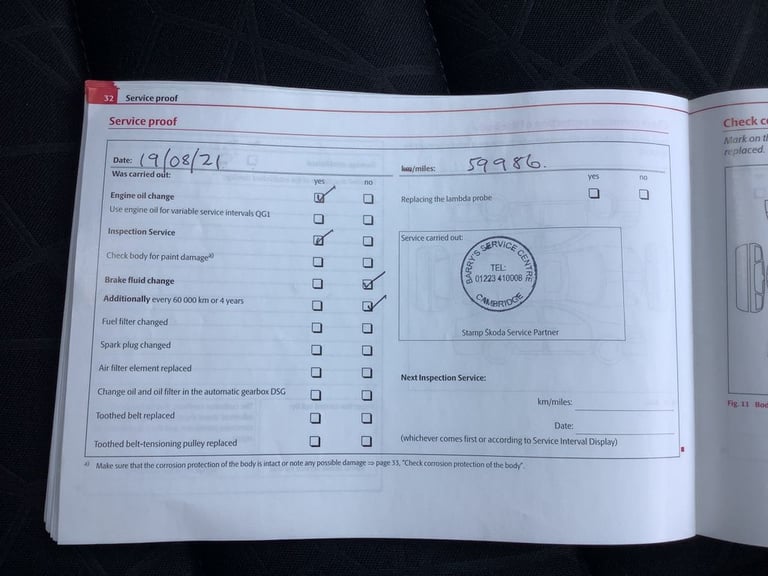 32 Service proof
Service proof
Date: 19/08/21
Was carried out:
yes no
Engine oil change
Use engine oil for variable service intervals QG1
Inspection Service
Check body for paint damage a)
Brake fluid change
Additionally every 60 000 km or 4 years
Fuel filter changed
Spark plug changed
Air filter element replaced
Change oil and oil filter in the automatic gearbox DSG
Toothed belt replaced
Toothed belt-tensioning pulley replaced
km/miles: 59986.
yes no
Replacing the lambda probe
Service carried out:
BARRY'S SERVICE CENTRE
TEL:
01223 410008
CAMBRIDGE
Stamp Škoda Service Partner
Next Inspection Service:
km/miles:
Date:
(whichever comes first or according to Service Interval Display)
a) Make sure that the corrosion protection of the body is intact or note any possible damage ⇒ page 33, "Check corrosion protection of the body".
Check
Mark on
replaced.
Fig. 11